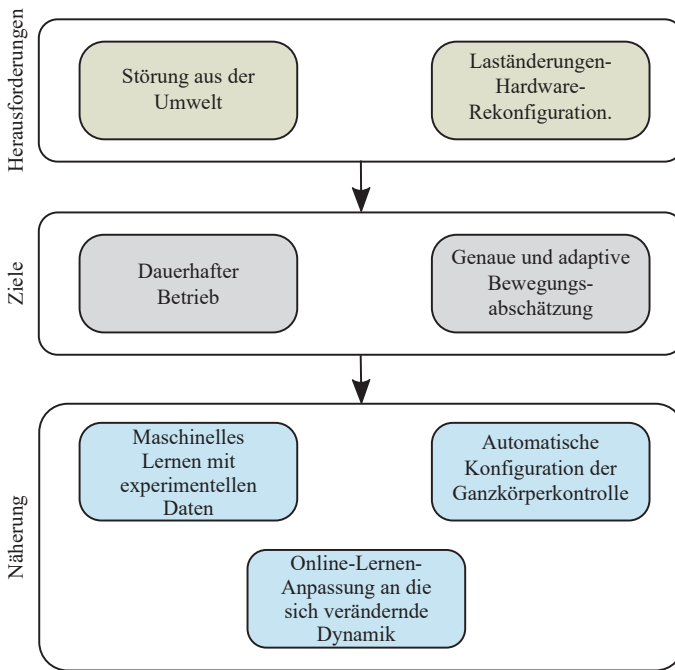 Herausforderungen
Störung aus der
Umwelt
Laständerungen-
Hardware-
Rekonfiguration.
Ziele
Dauerhafter
Betrieb
Genaue und adaptive
Bewegungs-
abschätzung
Näherung
Maschinelles
Lernen mit
experimentellen
Daten
Automatische
Konfiguration der
Ganzkörperkontrolle
Online-Lernen-
Anpassung an die
sich verändernde
Dynamik